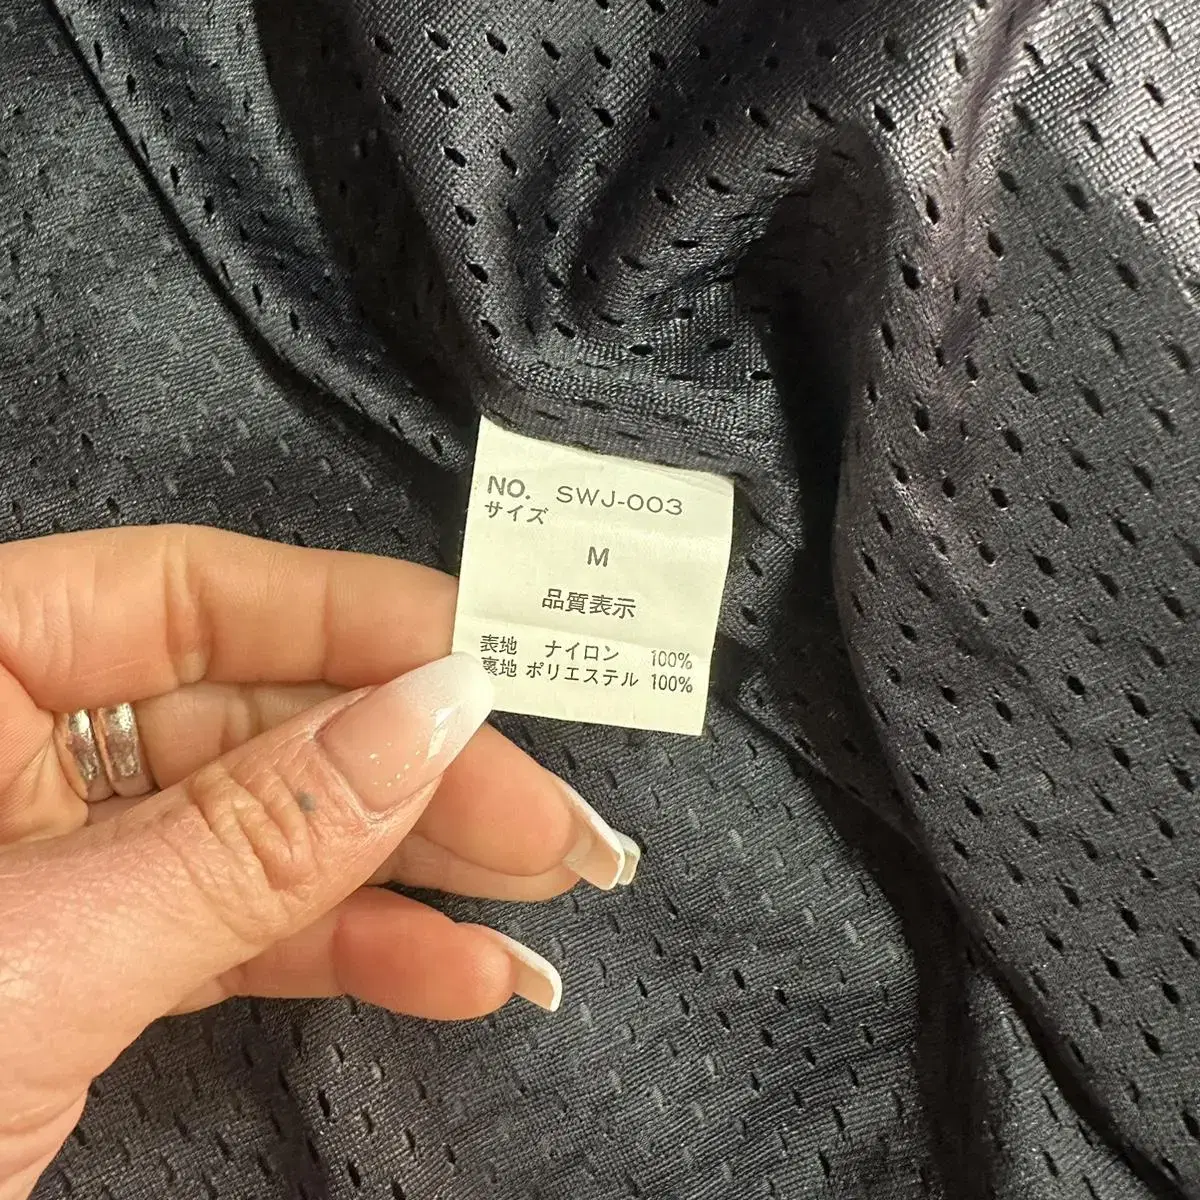 NO. SWJ-003
サイズ
M
品質表示
表地 ナイロン 100%
裏地 ポリエステル 100%